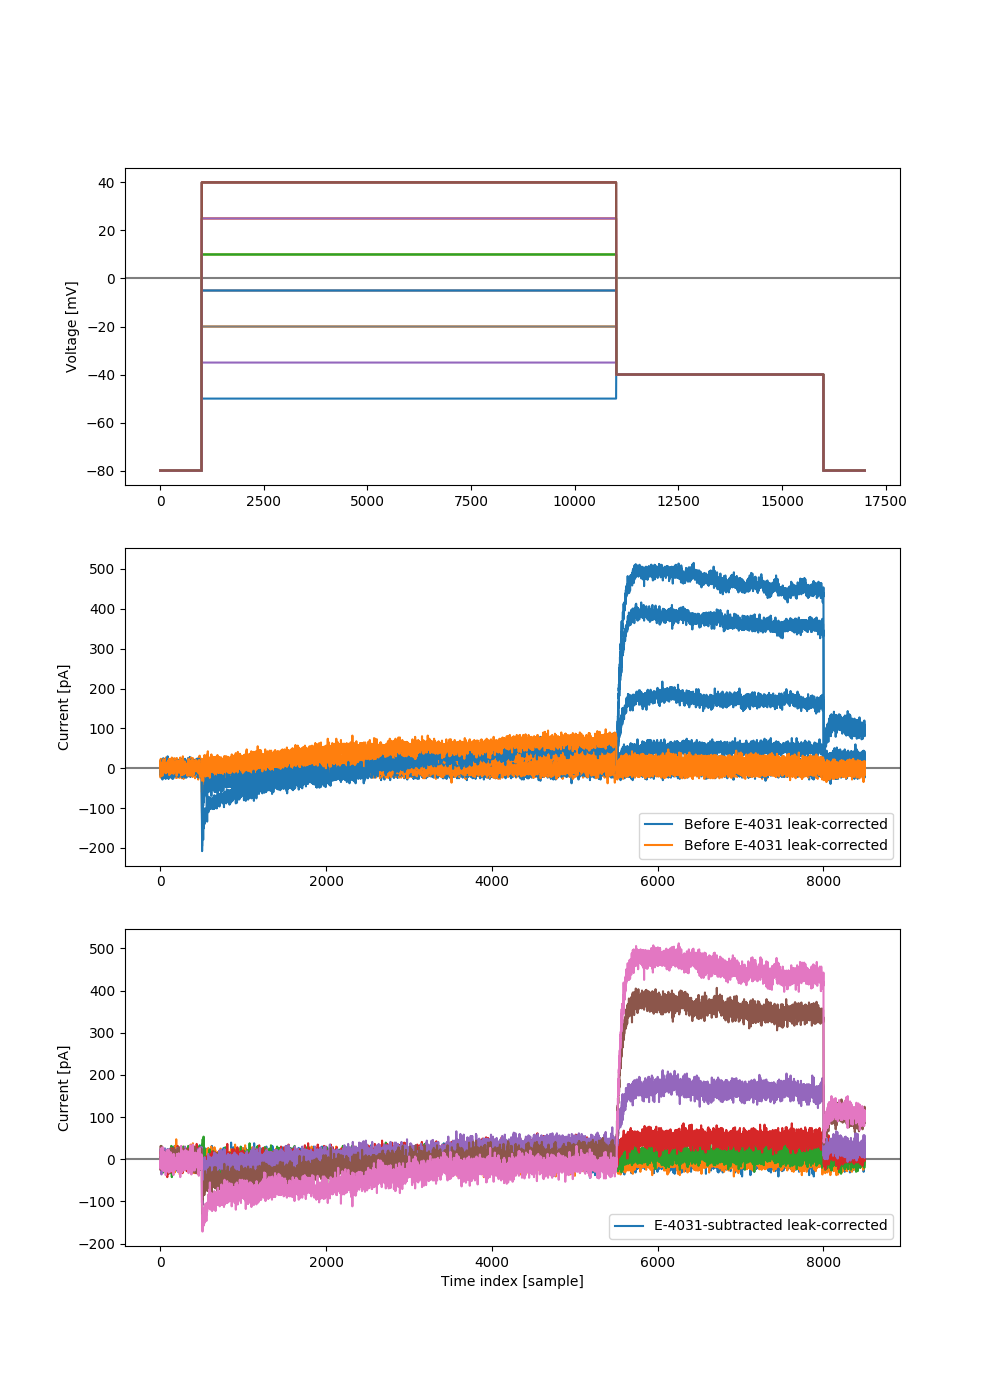 40
20
0
−20
−40
−60
−80
Voltage [mV]
0 2500 5000 7500 10000 12500 15000 17500
500
400
300
200
100
0
−100
−200
Current [pA]
Before E-4031 leak-corrected
Before E-4031 leak-corrected
0 2000 4000 6000 8000
500
400
300
200
100
0
−100
−200
Current [pA]
E-4031-subtracted leak-corrected
0 2000 4000 6000 8000
Time index [sample]